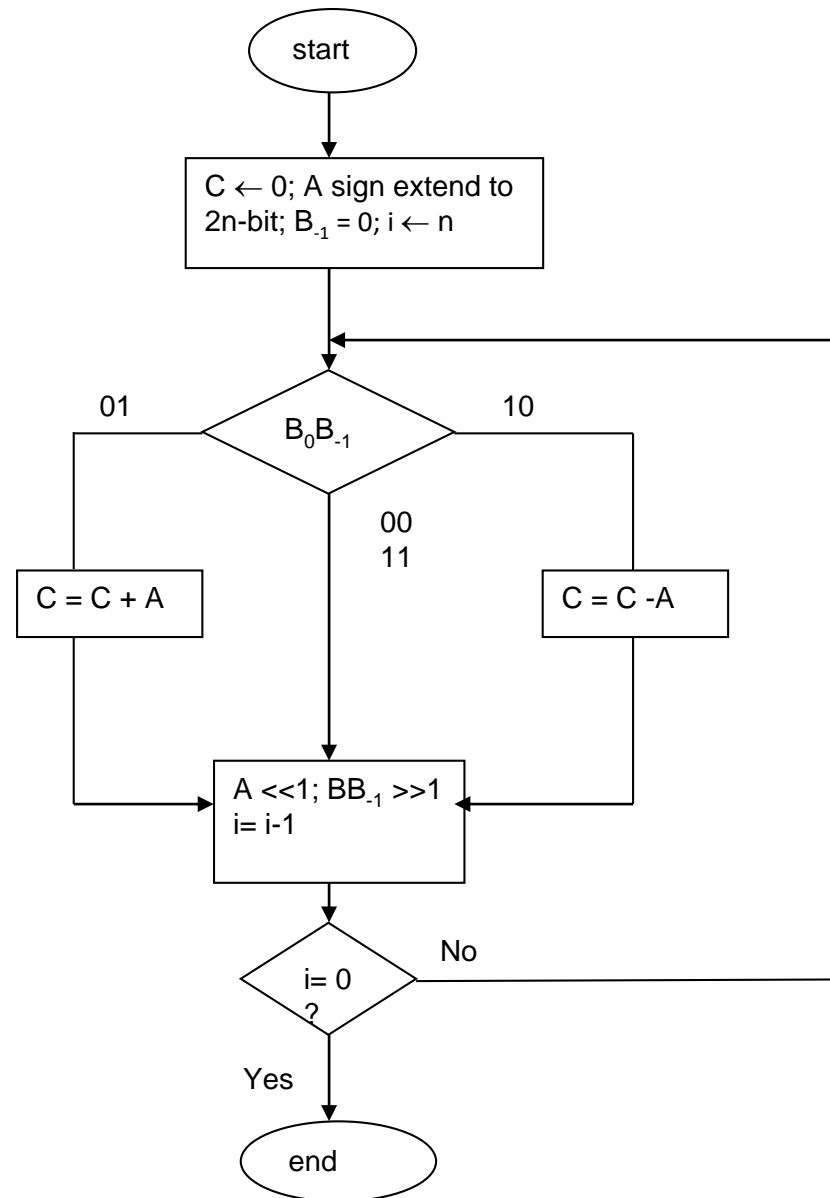 start
C ← 0; A sign extend to
2n-bit; B₋₁ = 0; i ← n
01
B₀B₋₁
10
00
11
C = C + A
C = C -A
A <<1; BB₋₁ >>1
i= i-1
i= 0
?
No
Yes
end